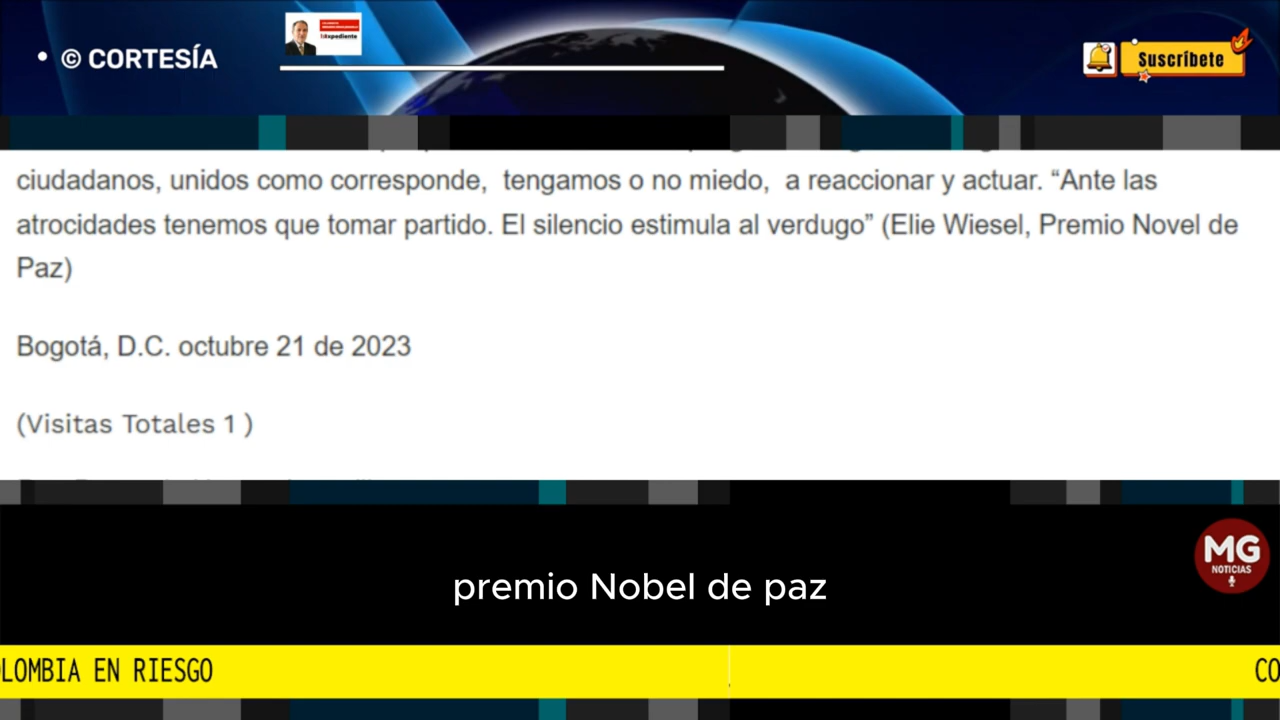 • © CORTESÍA
1Expediente
Suscríbete
ciudadanos, unidos como corresponde, tengamos o no miedo, a reaccionar y actuar. “Ante las
atrocidades tenemos que tomar partido. El silencio estimula al verdugo” (Elie Wiesel, Premio Novel de
Paz)
Bogotá, D.C. octubre 21 de 2023
(Visitas Totales 1 )
MG
NOTICIAS
premio Nobel de paz
LOMBIA EN RIESGO
CO